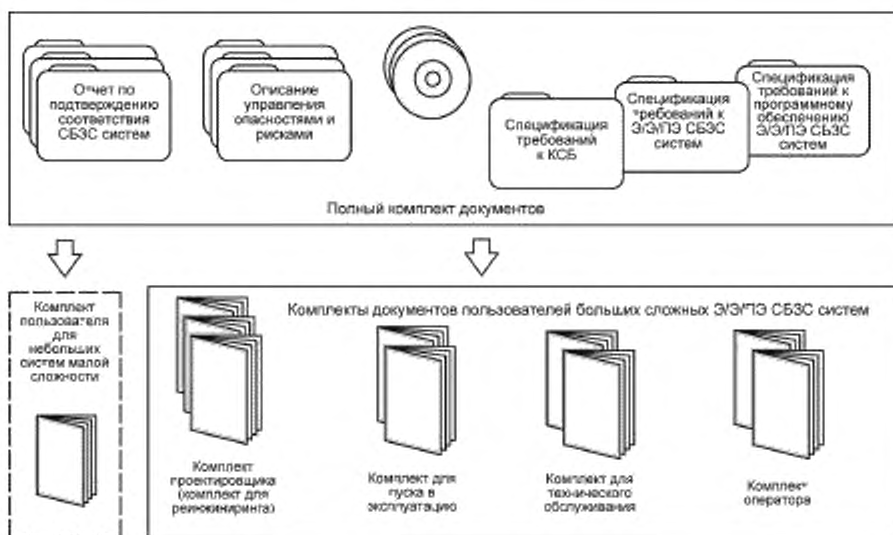 Отчет по
подтверждению
соответствия
СБЗС систем
Описание
управления
опасностями и
рисками
Спецификация
требований
к КСБ
Спецификация
требований к
Э/Э/ПЭ СБЗС
систем
Спецификация
требований к
программному
обеспечению
Э/Э/ПЭ СБЗС
систем
Полный комплект документов
Комплект
пользователя
для
небольших
систем малой
сложности
Комплекты документов пользователей больших сложных Э/Э/ПЭ СБЗС систем
Комплект
проектировщика
(комплект для
реинжиниринга)
Комплект для
пуска в
эксплуатацию
Комплект для
технического
обслуживания
Комплект
оператора